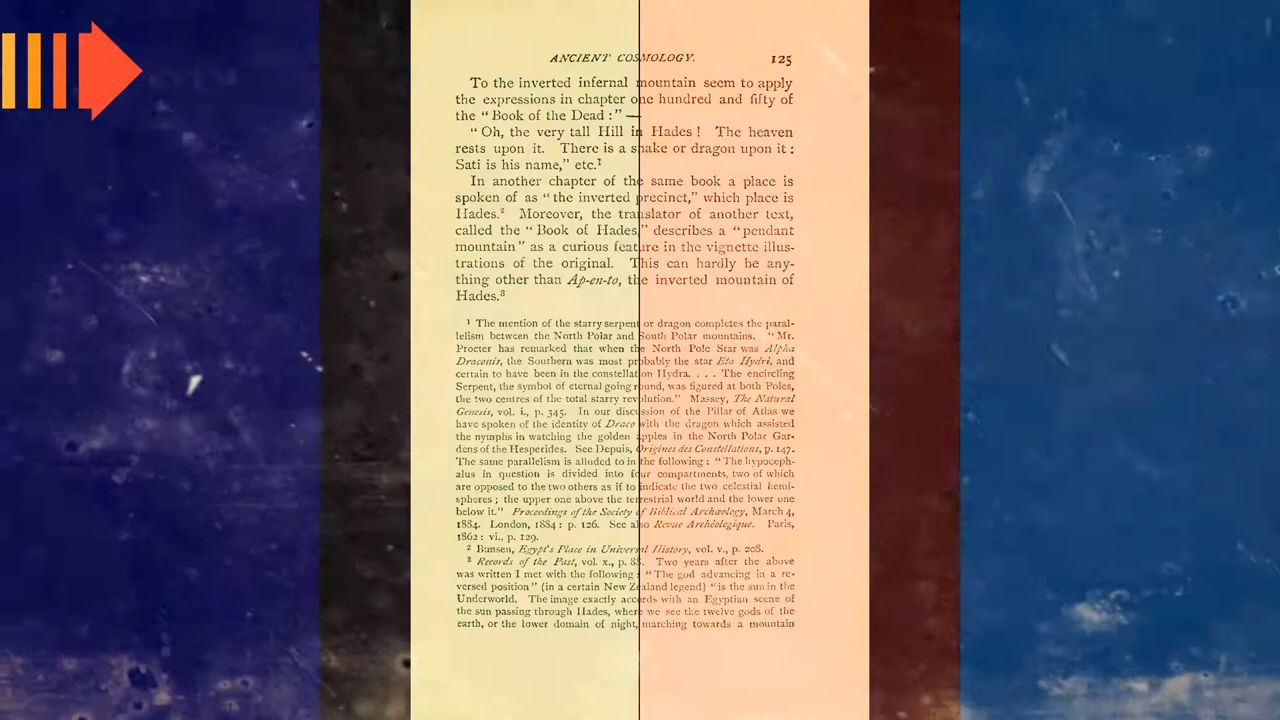 ANCIENT COSMOLOGY. 125
To the inverted infernal mountain seem to apply
the expressions in chapter one hundred and fifty of
the “Book of the Dead :” —
“Oh, the very tall Hill in Hades! The heaven
rests upon it. There is a snake or dragon upon it :
Sati is his name,” etc.¹
In another chapter of the same book a place is
spoken of as “the inverted precinct,” which place is
Hades.² Moreover, the translator of another text,
called the “Book of Hades,” describes a “pendant
mountain” as a curious feature in the vignette illus-
trations of the original. This can hardly be any-
thing other than Ap-en-to, the inverted mountain of
Hades.³
¹ The mention of the starry serpent or dragon completes the paral-
lelism between the North Polar and South Polar mountains. “Mr.
Procter has remarked that when the North Pole Star was Alpha
Draconis, the Southern was most probably the star Eta Hydri, and
certain to have been in the constellation Hydra. . . . The encircling
Serpent, the symbol of eternal going round, was figured at both Poles,
the two centres of the total starry revolution.” Massey, The Natural
Genesis, vol. i., p. 345. In our discussion of the Pillar of Atlas we
have spoken of the identity of Draco with the dragon which assisted
the nymphs in watching the golden apples in the North Polar Gar-
dens of the Hesperides. See Depuis, Origines des Constellations, p. 147.
The same parallelism is alluded to in the following : “The hypoceph-
alus in question is divided into four compartments, two of which
are opposed to the two others as if to indicate the two celestial hemi-
spheres ; the upper one above the terrestrial world and the lower one
below it.” Proceedings of the Society of Biblical Archæology, March 4,
1884. London, 1884 : p. 126. See also Revue Archéologique. Paris,
1862 : vi., p. 129.
² Bunsen, Egypt's Place in Universal History, vol. v., p. 208.
³ Records of the Past, vol. x., p. 88. Two years after the above
was written I met with the following : “The god advancing in a re-
versed position” (in a certain New Zealand legend) “is the sun in the
Underworld. The image exactly accords with an Egyptian scene of
the sun passing through Hades, where we see the twelve gods of the
earth, or the lower domain of night, marching towards a mountain